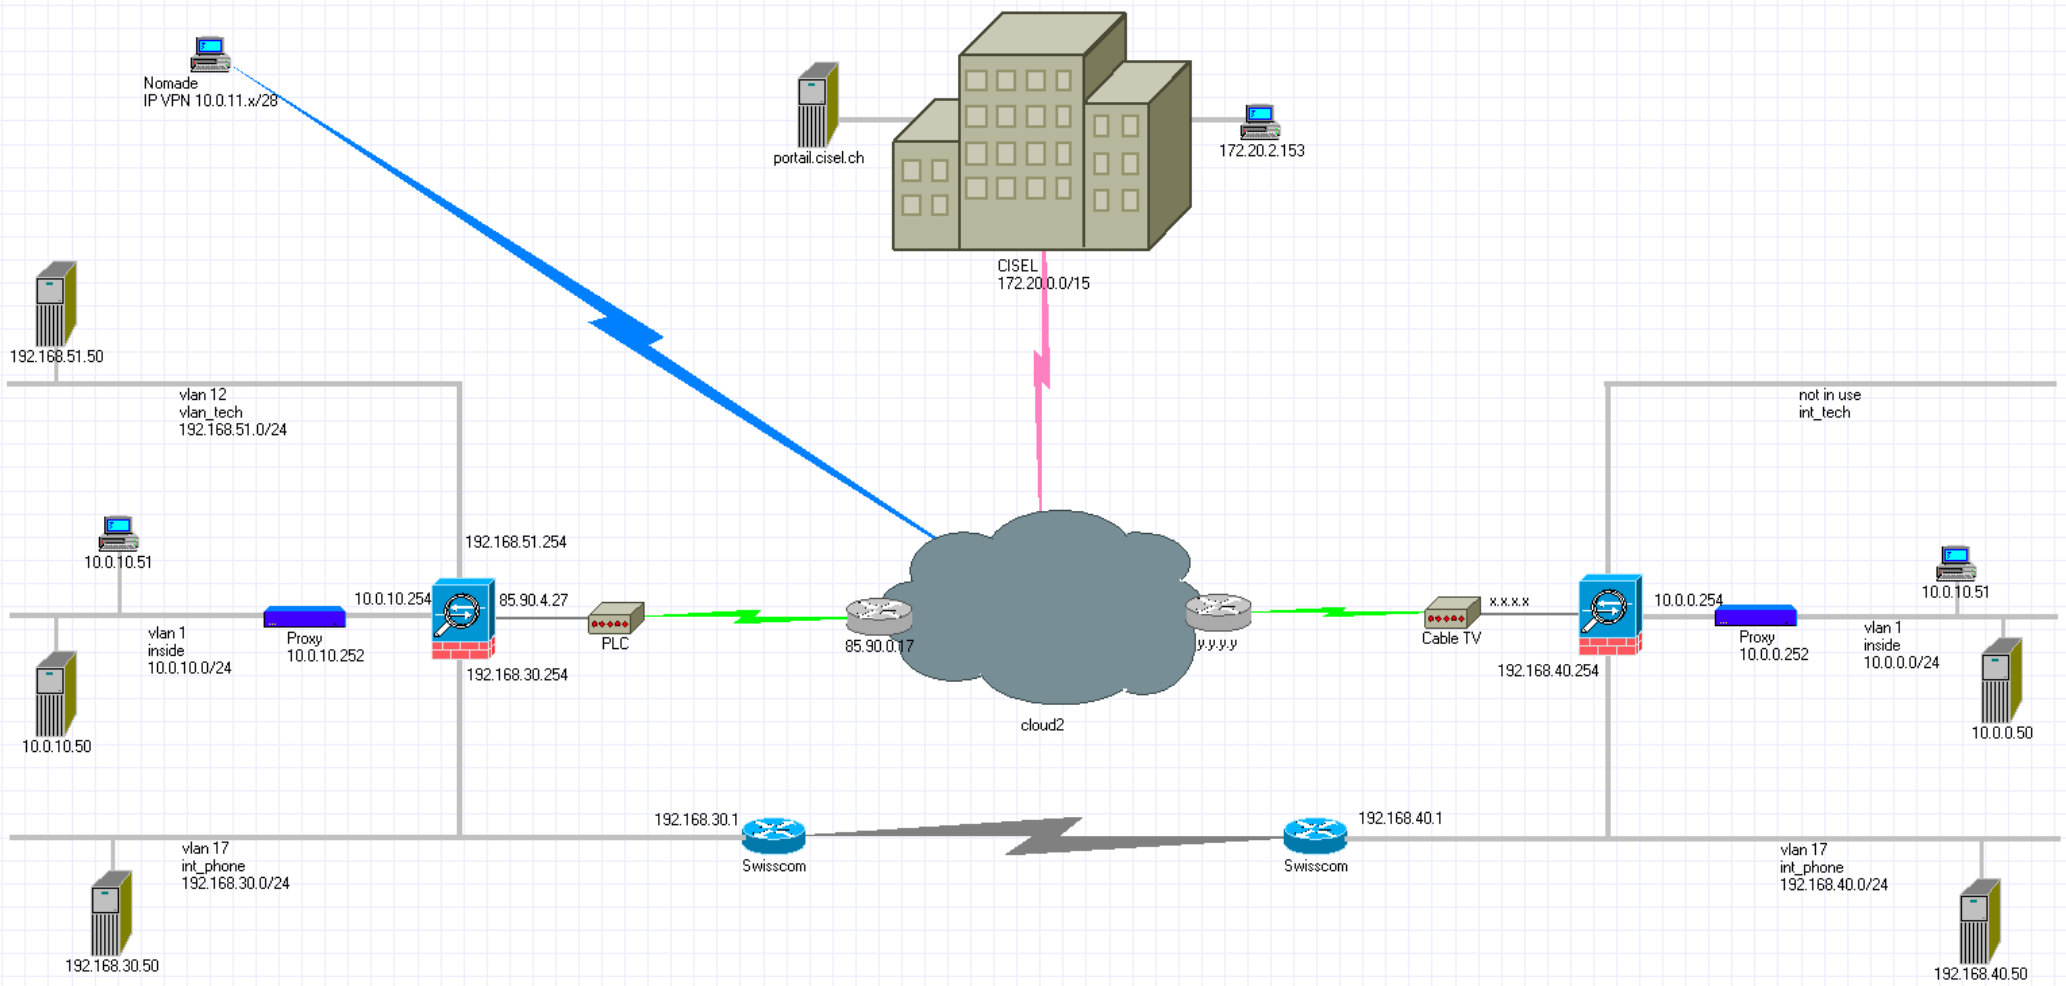 Nomade
IP VPN 10.0.11.x/28
portail.cisel.ch
172.20.2.153
CISEL
172.20.0.0/15
192.168.51.50
vlan 12
vlan_tech
192.168.51.0/24
not in use
int_tech
192.168.51.254
10.0.10.51
10.0.10.254
85.90.4.27
PLC
85.90.0.17
vlan 1
inside
10.0.10.0/24
Proxy
10.0.10.252
192.168.30.254
10.0.10.50
cloud2
y.y.y.y
Cable TV
x.x.x.x
192.168.40.254
10.0.0.254
Proxy
10.0.0.252
10.0.10.51
vlan 1
inside
10.0.0.0/24
10.0.0.50
192.168.30.1
Swisscom
192.168.40.1
Swisscom
vlan 17
int_phone
192.168.30.0/24
192.168.30.50
vlan 17
int_phone
192.168.40.0/24
192.168.40.50